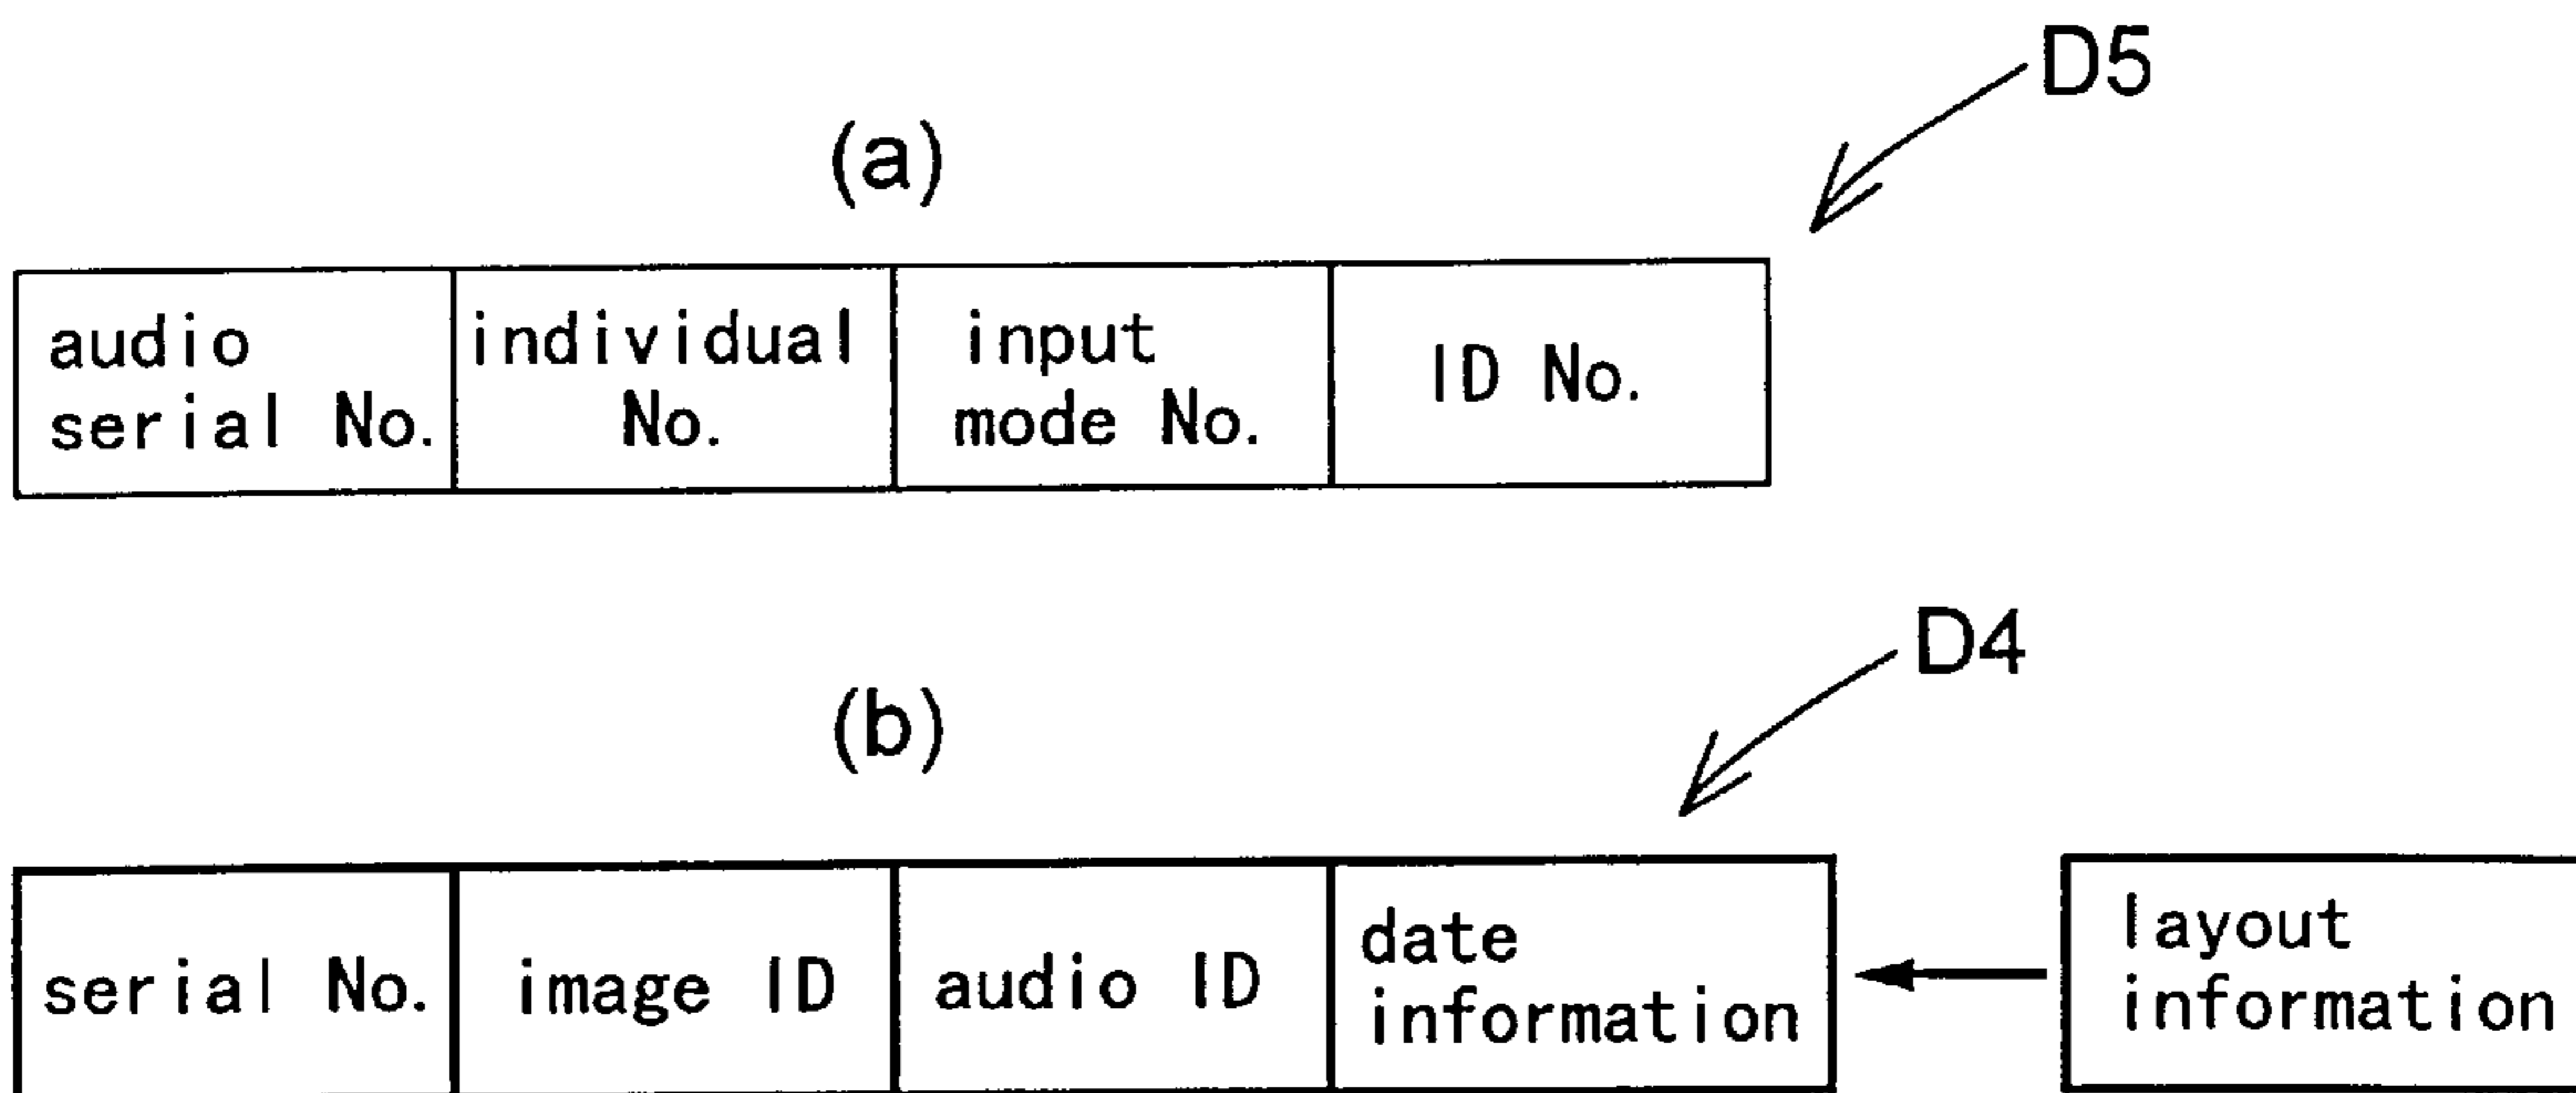 D5
(a)
audio
serial No.
individual
No.
input
mode No.
ID No.
D4
(b)
serial No.
image ID
audio ID
date
information
layout
information